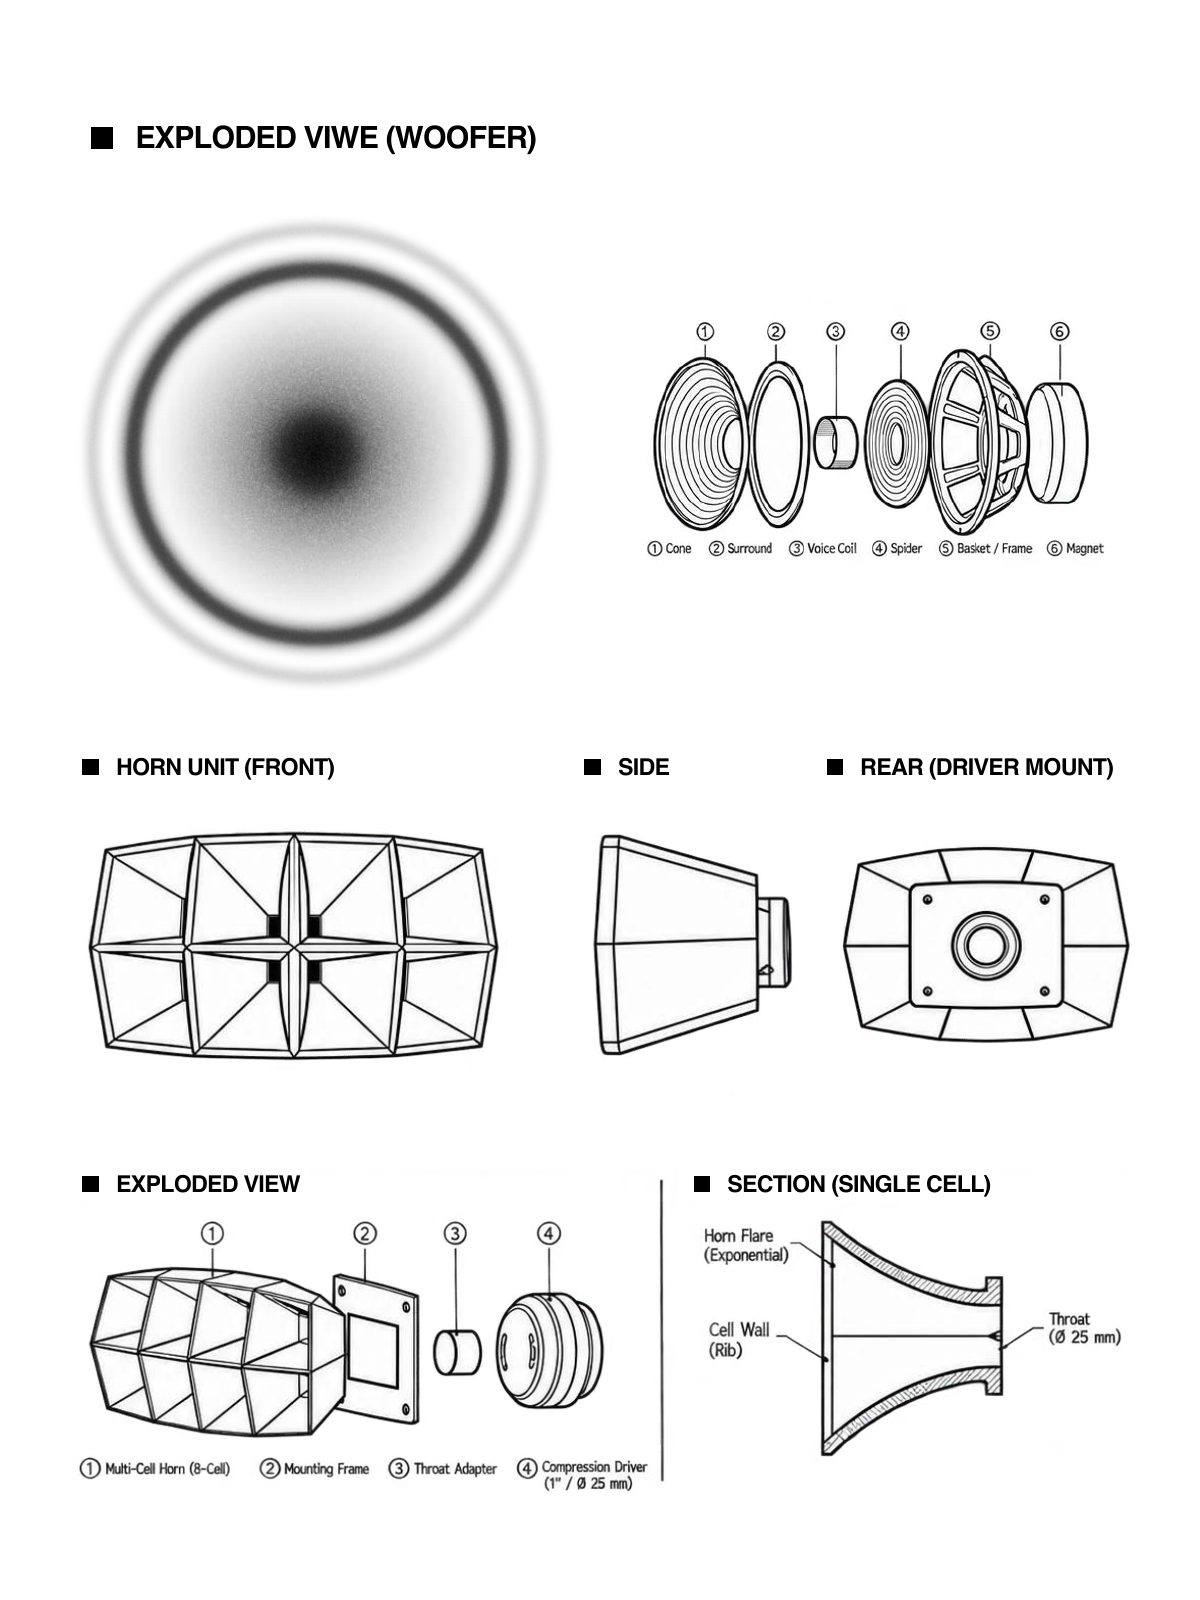 ■ EXPLODED VIWE (WOOFER)
① ② ③ ④ ⑤ ⑥
① Cone ② Surround ③ Voice Coil ④ Spider ⑤ Basket / Frame ⑥ Magnet
■ HORN UNIT (FRONT)
■ SIDE
■ REAR (DRIVER MOUNT)
■ EXPLODED VIEW
① ② ③ ④
① Multi-Cell Horn (8-Cell) ② Mounting Frame ③ Throat Adapter ④ Compression Driver
(1" / Ø 25 mm)
■ SECTION (SINGLE CELL)
Horn Flare
(Exponential)
Cell Wall
(Rib)
Throat
(Ø 25 mm)